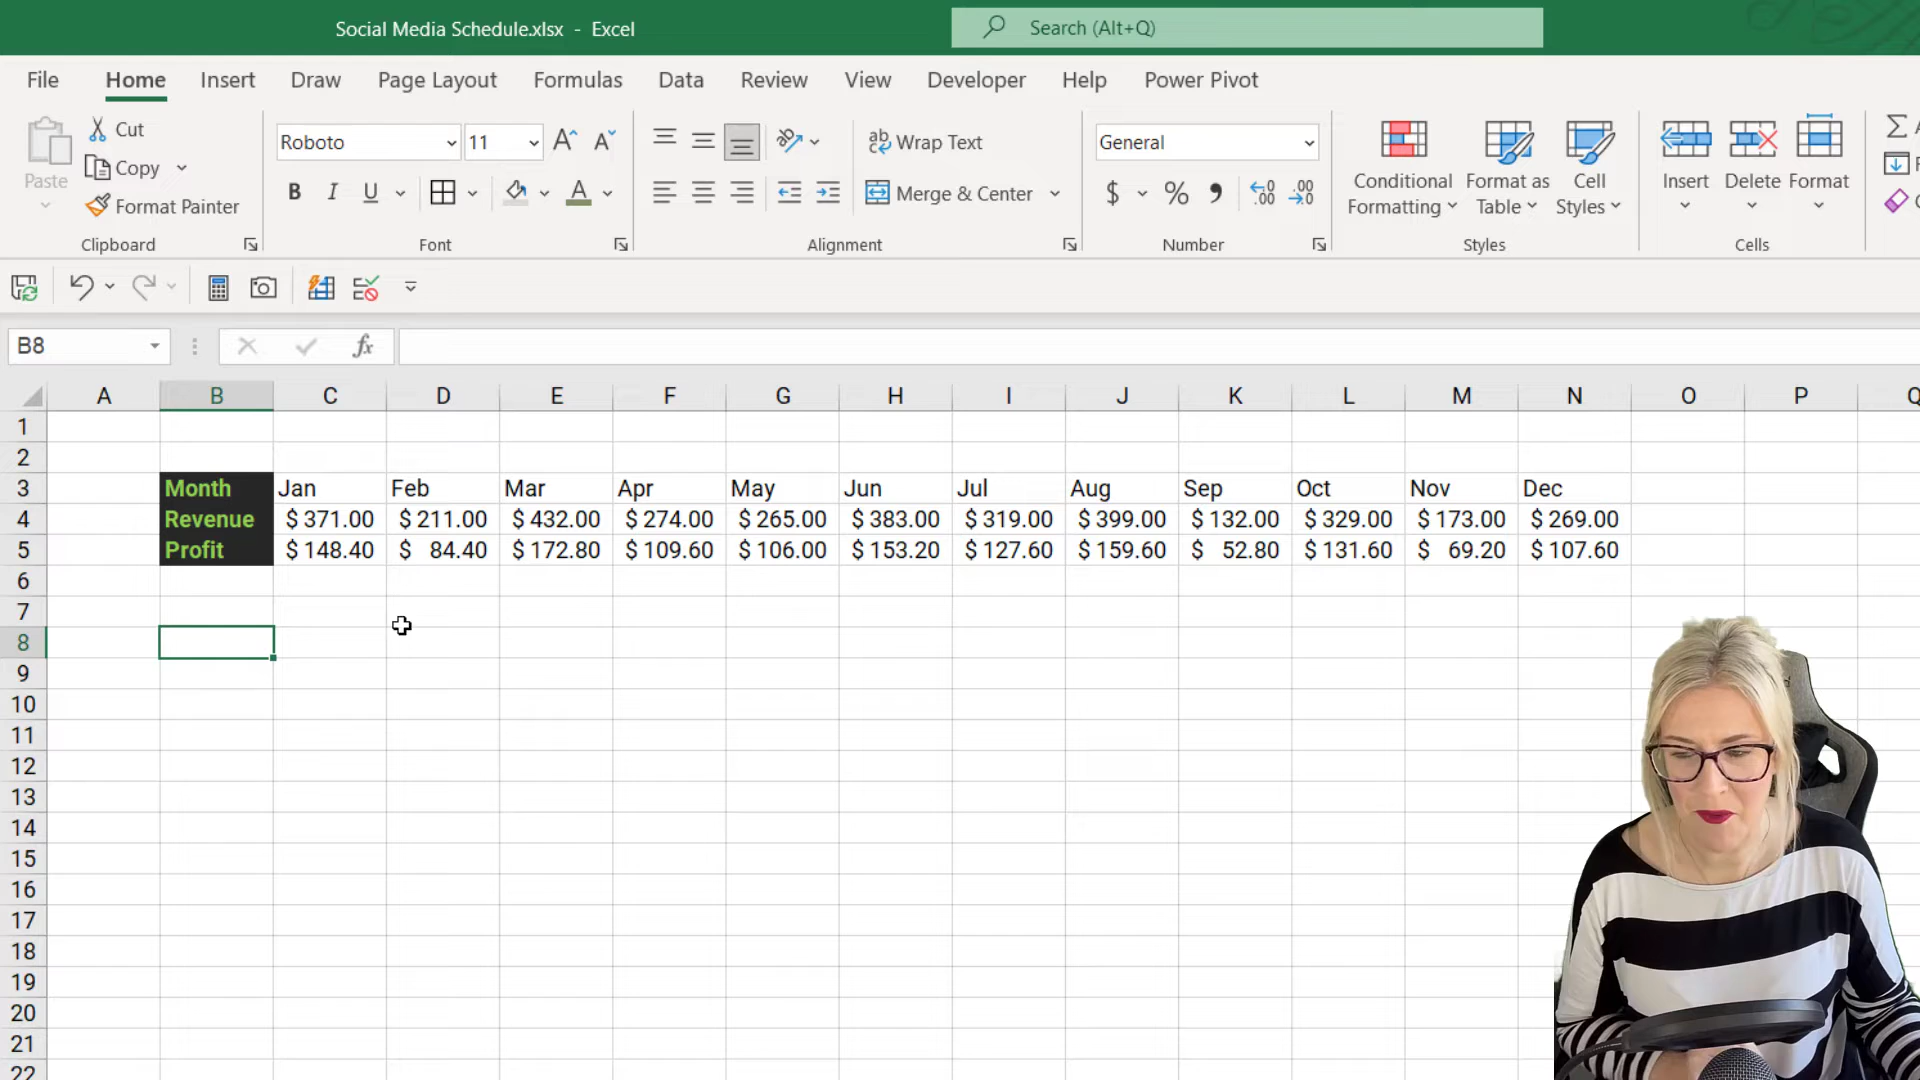 Social Media Schedule.xlsx - Excel
Search (Alt+Q)
File Home Insert Draw Page Layout Formulas Data Review View Developer Help Power Pivot
Paste
Cut
Copy
Format Painter
Clipboard
Roboto 11
B I U
Font
Wrap Text
Merge & Center
Alignment
General
$ % 9
Number
Conditional Formatting
Format as Table
Cell Styles
Styles
Insert Delete Format
Cells
B8
fx
A B C D E F G H I J K L M N O P Q
1
2
3 Month Jan Feb Mar Apr May Jun Jul Aug Sep Oct Nov Dec
4 Revenue $ 371.00 $ 211.00 $ 432.00 $ 274.00 $ 265.00 $ 383.00 $ 319.00 $ 399.00 $ 132.00 $ 329.00 $ 173.00 $ 269.00
5 Profit $ 148.40 $ 84.40 $ 172.80 $ 109.60 $ 106.00 $ 153.20 $ 127.60 $ 159.60 $ 52.80 $ 131.60 $ 69.20 $ 107.60
6
7
8
9
10
11
12
13
14
15
16
17
18
19
20
21
22